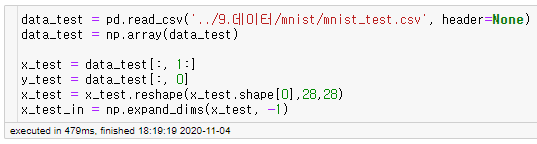 data_test = pd.read_csv('../9.데이터/mnist/mnist_test.csv', header=None)
data_test = np.array(data_test)
x_test = data_test[:, 1:]
y_test = data_test[:, 0]
x_test = x_test.reshape(x_test.shape[0],28,28)
x_test_in = np.expand_dims(x_test, -1)
executed in 479ms, finished 18:19:19 2020-11-04